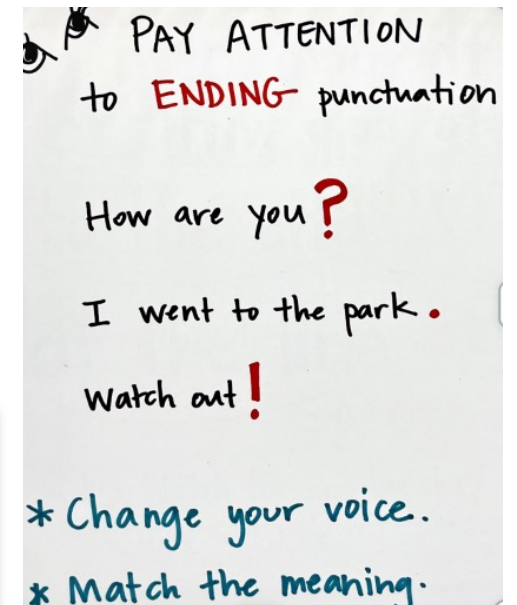 PAY ATTENTION
to ENDING punctuation
How are you?
I went to the park.
Watch out!
* Change your voice.
* Match the meaning.